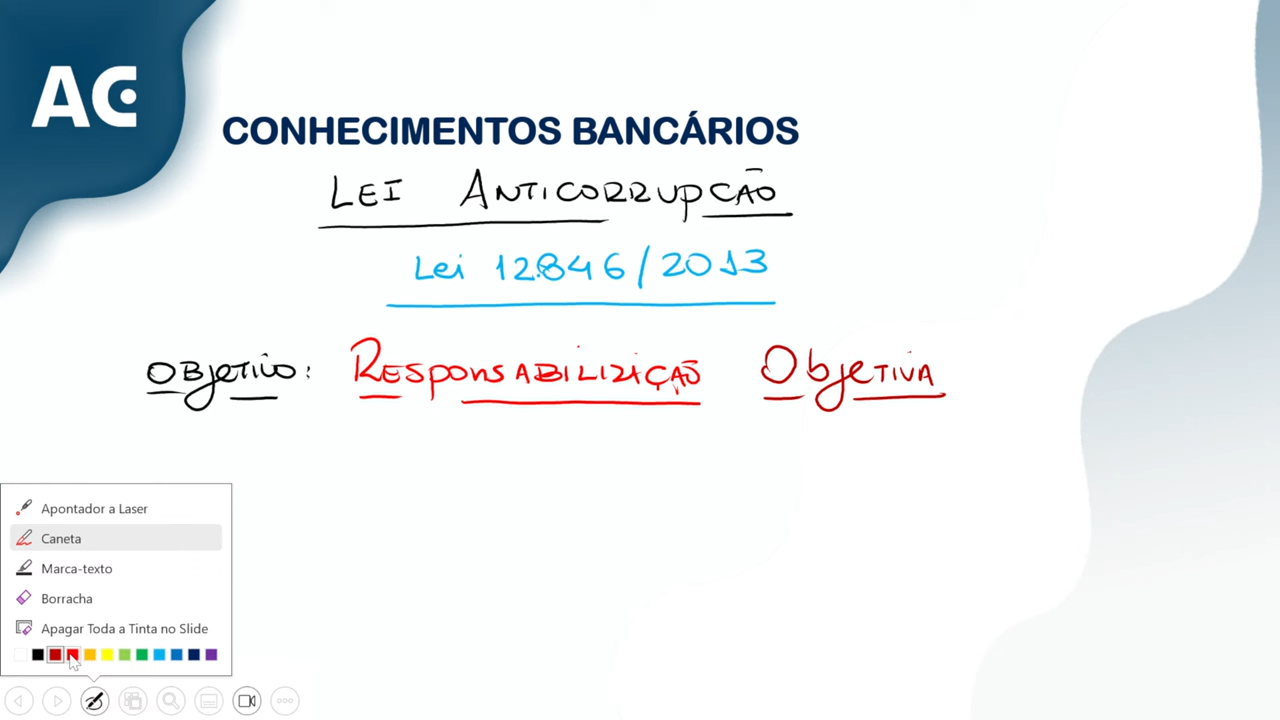 AC
CONHECIMENTOS BANCÁRIOS
LEI ANTICORRUPÇÃO
Lei 12.846/2013
OBJETIVO: RESPONSABILIZAÇÃO OBJETIVA
Apontador a Laser
Caneta
Marca-texto
Borracha
Apagar Toda a Tinta no Slide